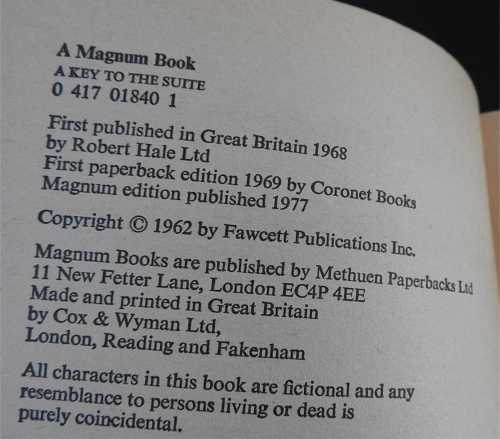 A Magnum Book
A KEY TO THE SUITE
0 417 01840 1
First published in Great Britain 1968
by Robert Hale Ltd
First paperback edition 1969 by Coronet Books
Magnum edition published 1977
Copyright © 1962 by Fawcett Publications Inc.
Magnum Books are published by Methuen Paperbacks Ltd
11 New Fetter Lane, London EC4P 4EE
Made and printed in Great Britain
by Cox & Wyman Ltd,
London, Reading and Fakenham
All characters in this book are fictional and any
resemblance to persons living or dead is
purely coincidental.